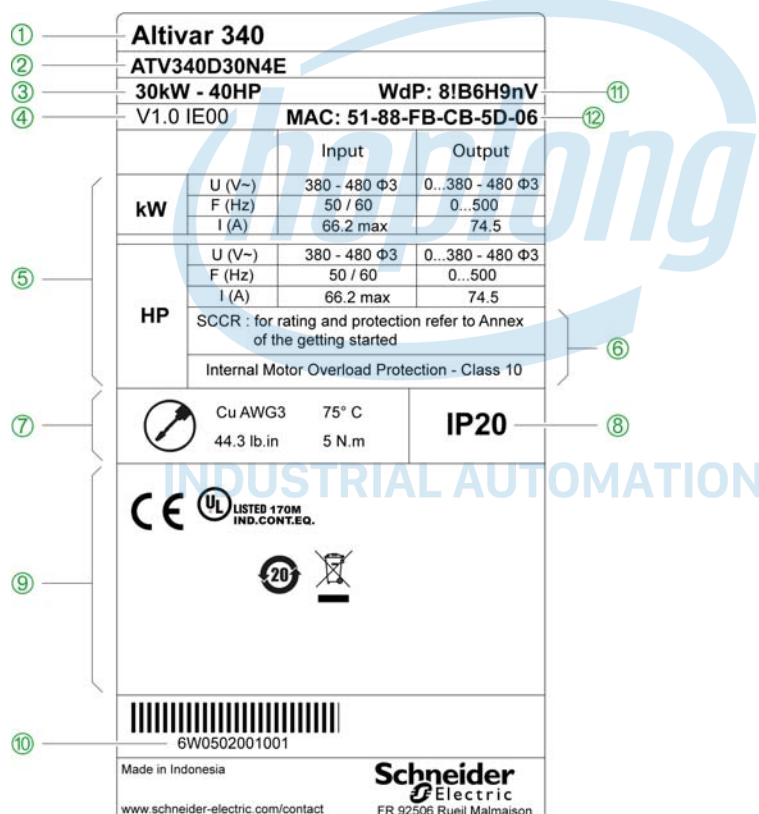 ① Altivar 340
② ATV340D30N4E
③ 30kW - 40HP WdP: 8!B6H9nV ⑪
④ V1.0 IE00 MAC: 51-88-FB-CB-5D-06 ⑫
Input Output
U (V~) 380 - 480 Φ3 0...380 - 480 Φ3
kW F (Hz) 50 / 60 0...500
I (A) 66.2 max 74.5
U (V~) 380 - 480 Φ3 0...380 - 480 Φ3
⑤ F (Hz) 50 / 60 0...500
I (A) 66.2 max 74.5
HP SCCR : for rating and protection refer to Annex
of the getting started ⑥
Internal Motor Overload Protection - Class 10
Cu AWG3 75° C
⑦ IP20 ⑧
44.3 lb.in 5 N.m
hoplong
INDUSTRIAL AUTOMATION
CE UL LISTED 170M
IND.CONT.EQ.
20
⑨
⑩ 6W0502001001
Made in Indonesia Schneider
Electric
www.schneider-electric.com/contact FR 92506 Rueil Malmaison